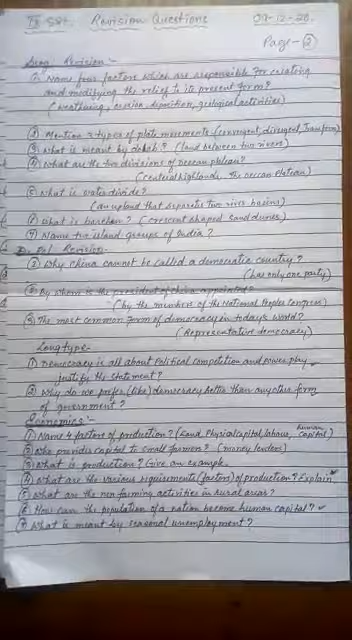 IX SST. Revision Questions 09-12-20.
Page - ②
Geog Revision :-
① Name four factors which are responsible for creating
and modifying the relief to its present form?
(weathering, erosion, deposition, geological activities)
② Mention 3 types of plate movements (convergent, divergent, Transform)
③ What is meant by doab? (land between two rivers)
④ What are the two divisions of Deccan plateau?
(central highlands, the Deccan Plateau)
⑤ What is water divide?
(an upland that separates two river basins)
⑥ What is barchan? (crescent shaped sand dunes)
⑦ Name two island groups of India?
Pol Revision.
① Why China cannot be called a democratic country?
(has only one party)
② By whom is the president of China appointed?
(by the members of the National Peoples Congress)
③ The most common form of democracy in todays world?
(Representative democracy)
Long type
① Democracy is all about Political competition and power play
justify the statement?
② Why do we prefer (like) democracy better than any other form
of government?
Economics:-
① Name 4 factors of production? (Land, Physical capital, labour, human capital)
② Who provides capital to small farmers? (money lenders)
③ What is production? Give an example.
④ What are the various requirements (factors) of production? Explain
⑤ What are the non farming activities in rural areas?
⑥ How can the population of a nation become human capital?
⑦ What is meant by seasonal unemployment?